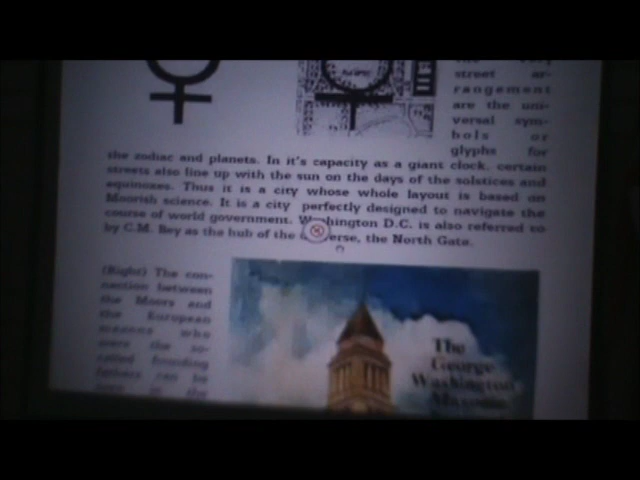 street ar-
rangement
are the uni-
versal sym-
bols or
glyphs for
the zodiac and planets. In it's capacity as a giant clock, certain
streets also line up with the sun on the days of the solstices and
equinoxes. Thus it is a city whose whole layout is based on
Moorish science. It is a city perfectly designed to navigate the
course of world government. Washington D.C. is also referred to
by C.M. Bey as the hub of the erse, the North Gate.
(Right) The con-
nection between
the Moors and
the European
masons who
were the so-
called founding
fathers can be
The
George
Washington
Masonic